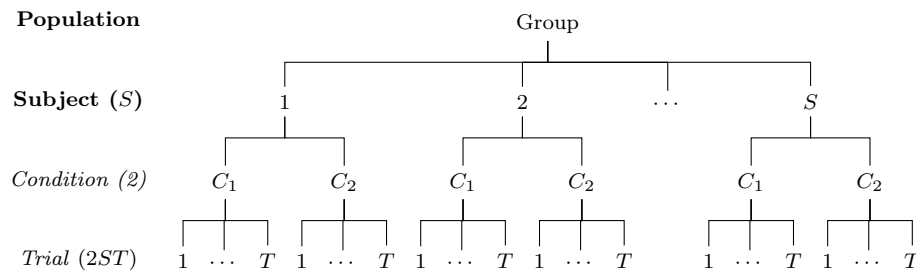 Population Group
Subject (S) 1 2 ... S
Condition (2) C₁ C₂ C₁ C₂ C₁ C₂
Trial (2ST) 1 ... T 1 ... T 1 ... T 1 ... T 1 ... T 1 ... T